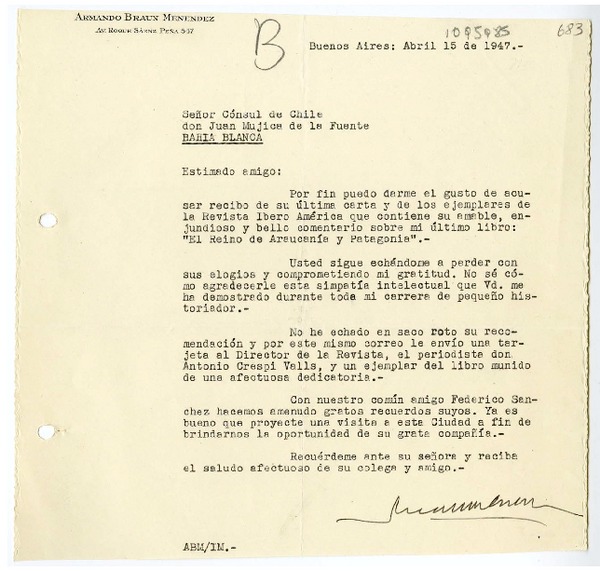 ARMANDO BRAUN MENENDEZ
AV. ROQUE SÁENZ PEÑA 547
B
1095985
683
Buenos Aires: Abril 15 de 1947.-
Señor Cónsul de Chile
don Juan Mujica de la Fuente
BAHIA BLANCA
Estimado amigo:
Por fin puedo darme el gusto de acu-
sar recibo de su última carta y de los ejemplares de
la Revista Ibero América que contiene su amable, en-
jundioso y bello comentario sobre mi último libro:
"El Reino de Araucanía y Patagonia".-
Usted sigue echándome a perder con
sus elogios y comprometiendo mi gratitud. No sé có-
mo agradecerle esta simpatía intelectual que Vd. me
ha demostrado durante toda mi carrera de pequeño his-
toriador.-
No he echado en saco roto su reco-
mendación y por este mismo correo le envío una tar-
jeta al Director de la Revista, el periodista don
Antonio Crespi Valls, y un ejemplar del libro munido
de una afectuosa dedicatoria.-
Con nuestro común amigo Federico San-
chez hacemos amenudo gratos recuerdos suyos. Ya es
bueno que proyecte una visita a esta Ciudad a fin de
brindarnos la oportunidad de su grata compañía.-
Recuérdeme ante su señora y reciba
el saludo afectuoso de su colega y amigo.-
ABM/IM.-